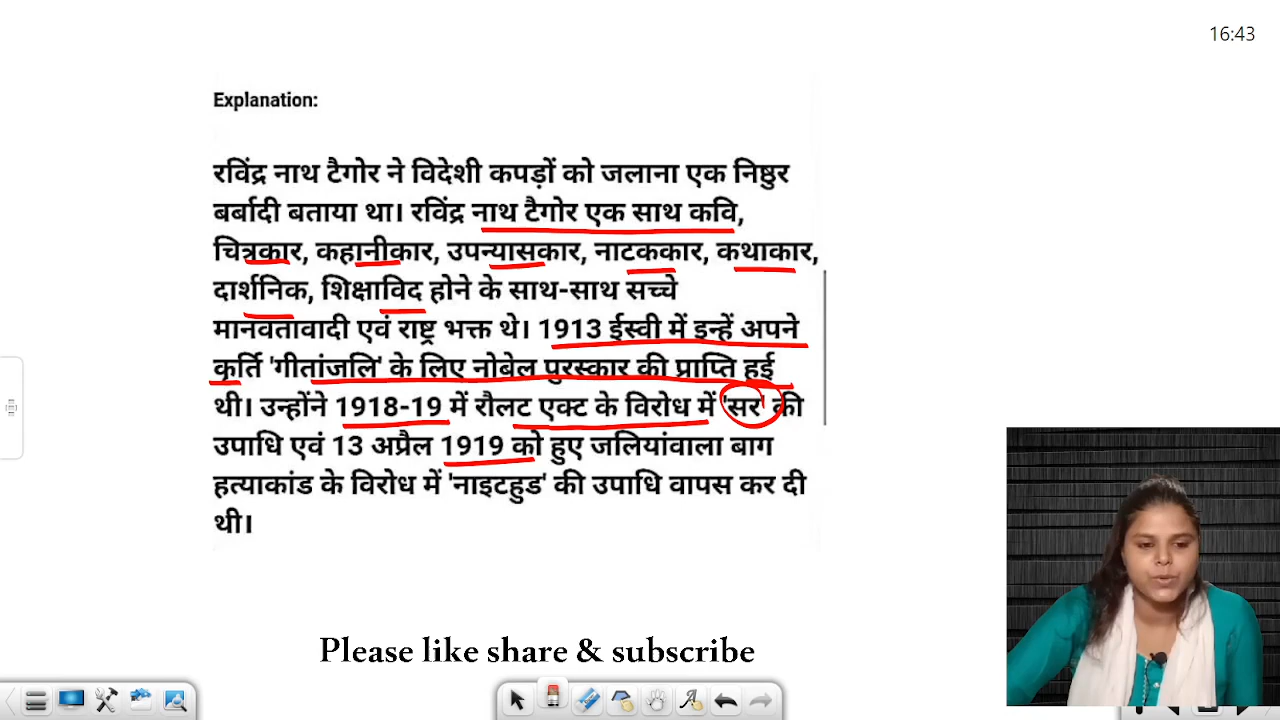 16:43
Explanation:
रविंद्र नाथ टैगोर ने विदेशी कपड़ों को जलाना एक निष्ठुर
बर्बादी बताया था। रविंद्र नाथ टैगोर एक साथ कवि,
चित्रकार, कहानीकार, उपन्यासकार, नाटककार, कथाकार,
दार्शनिक, शिक्षाविद होने के साथ-साथ सच्चे
मानवतावादी एवं राष्ट्र भक्त थे। 1913 ईस्वी में इन्हें अपने
कृर्ति 'गीतांजलि' के लिए नोबेल पुरस्कार की प्राप्ति हुई
थी। उन्होंने 1918-19 में रौलट एक्ट के विरोध में 'सर' की
उपाधि एवं 13 अप्रैल 1919 को हुए जलियांवाला बाग
हत्याकांड के विरोध में 'नाइटहुड' की उपाधि वापस कर दी
थी।
Please like share & subscribe